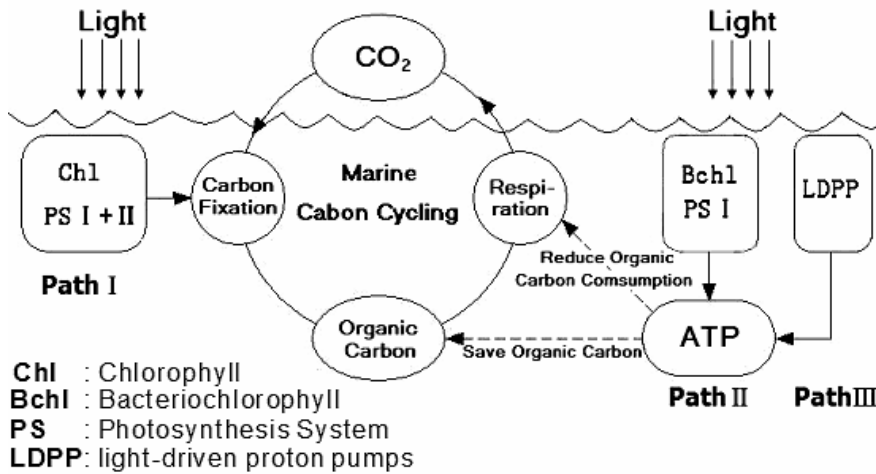 Light
CO₂
Light
Chl
PS I + II
Path I
Carbon
Fixation
Marine
Cabon Cycling
Respi-
ration
Bchl
PS I
LDPP
Reduce Organic
Carbon Comsumption
Organic
Carbon
Save Organic Carbon
ATP
Path II
Path III
Chl : Chlorophyll
Bchl : Bacteriochlorophyll
PS : Photosynthesis System
LDPP: light-driven proton pumps